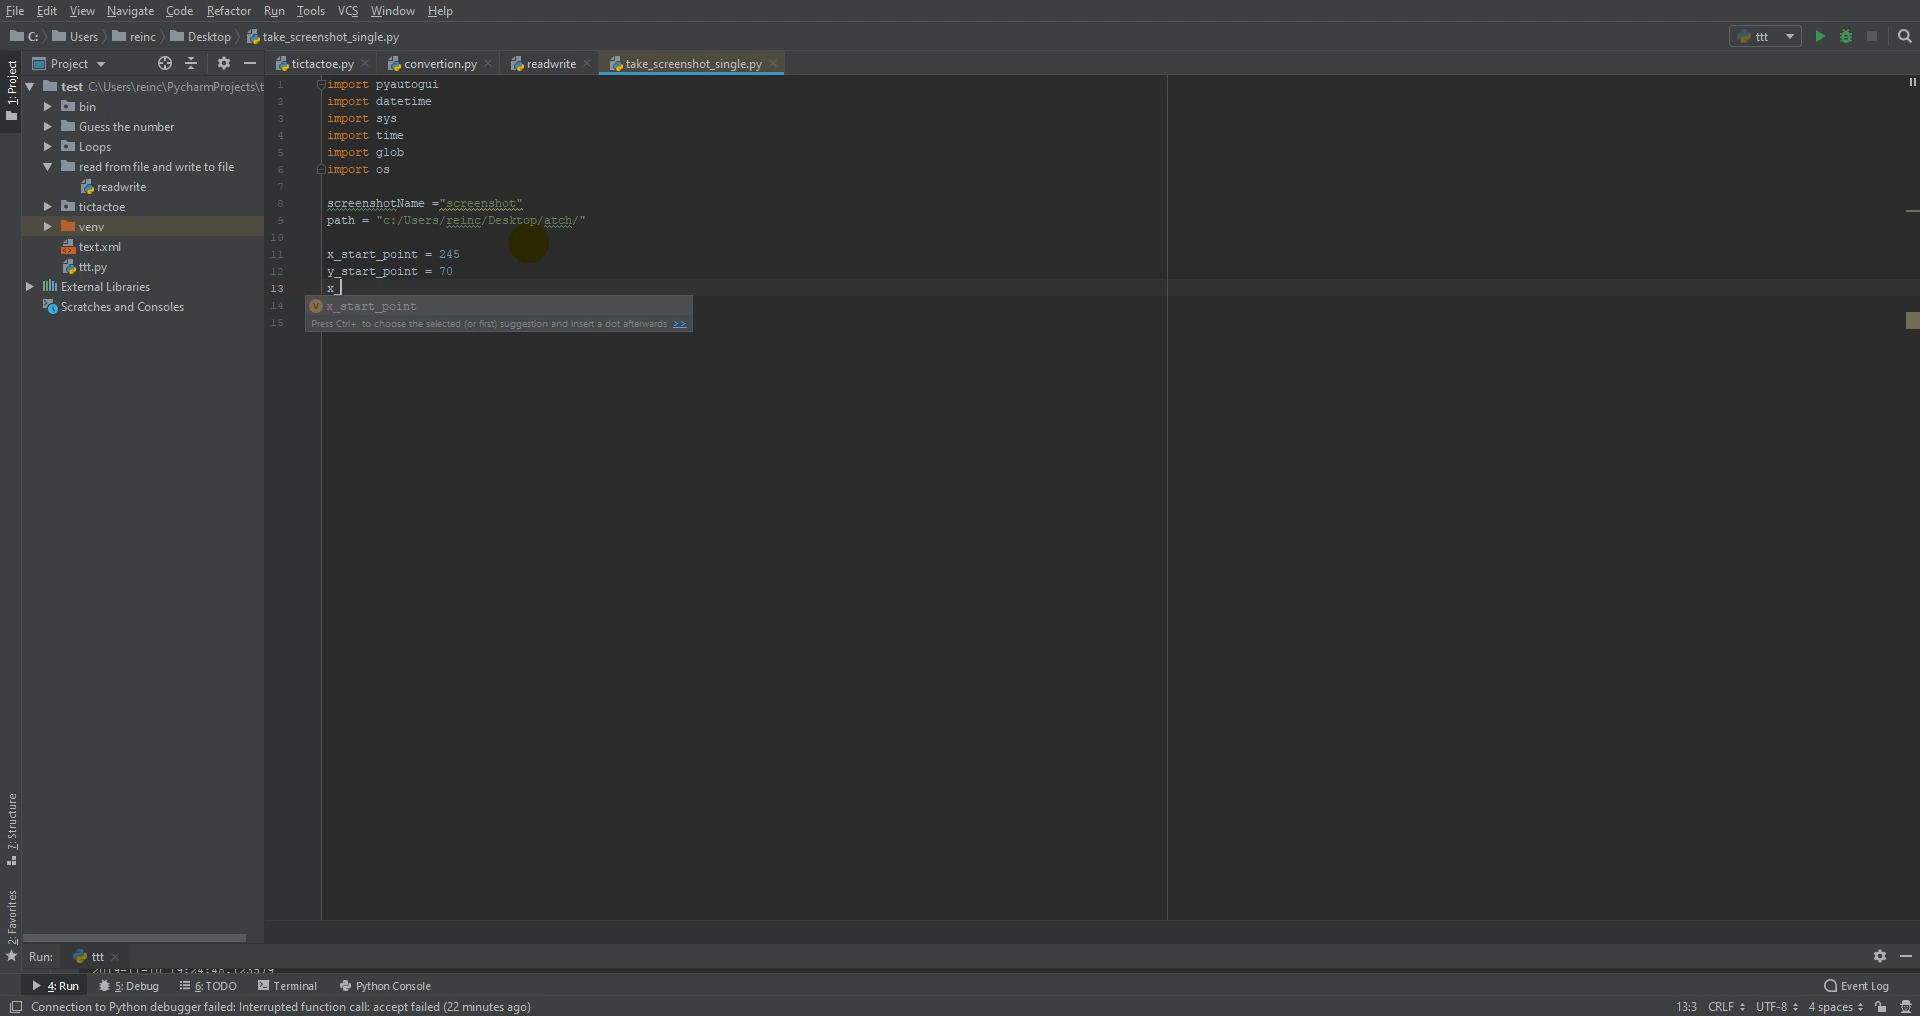 File Edit View Navigate Code Refactor Run Tools VCS Window Help
C: Users reinc Desktop take_screenshot_single.py ttt
Project tictactoe.py convertion.py readwrite take_screenshot_single.py
1: Project
test C:\Users\reinc\PycharmProjects\t
bin
Guess the number
Loops
read from file and write to file
readwrite
tictactoe
venv
text.xml
ttt.py
External Libraries
Scratches and Consoles
1 import pyautogui
2 import datetime
3 import sys
4 import time
5 import glob
6 import os
7
8 screenshotName ="screenshot"
9 path = "c:/Users/reinc/Desktop/atch/"
10
11 x_start_point = 245
12 y_start_point = 70
13 x_
14
15
V x_start_point
Press Ctrl+. to choose the selected (or first) suggestion and insert a dot afterwards >>
7: Structure
2: Favorites
Run: ttt
4: Run 5: Debug 6: TODO Terminal Python Console Event Log
Connection to Python debugger failed: Interrupted function call: accept failed (22 minutes ago) 13:3 CRLF UTF-8 4 spaces